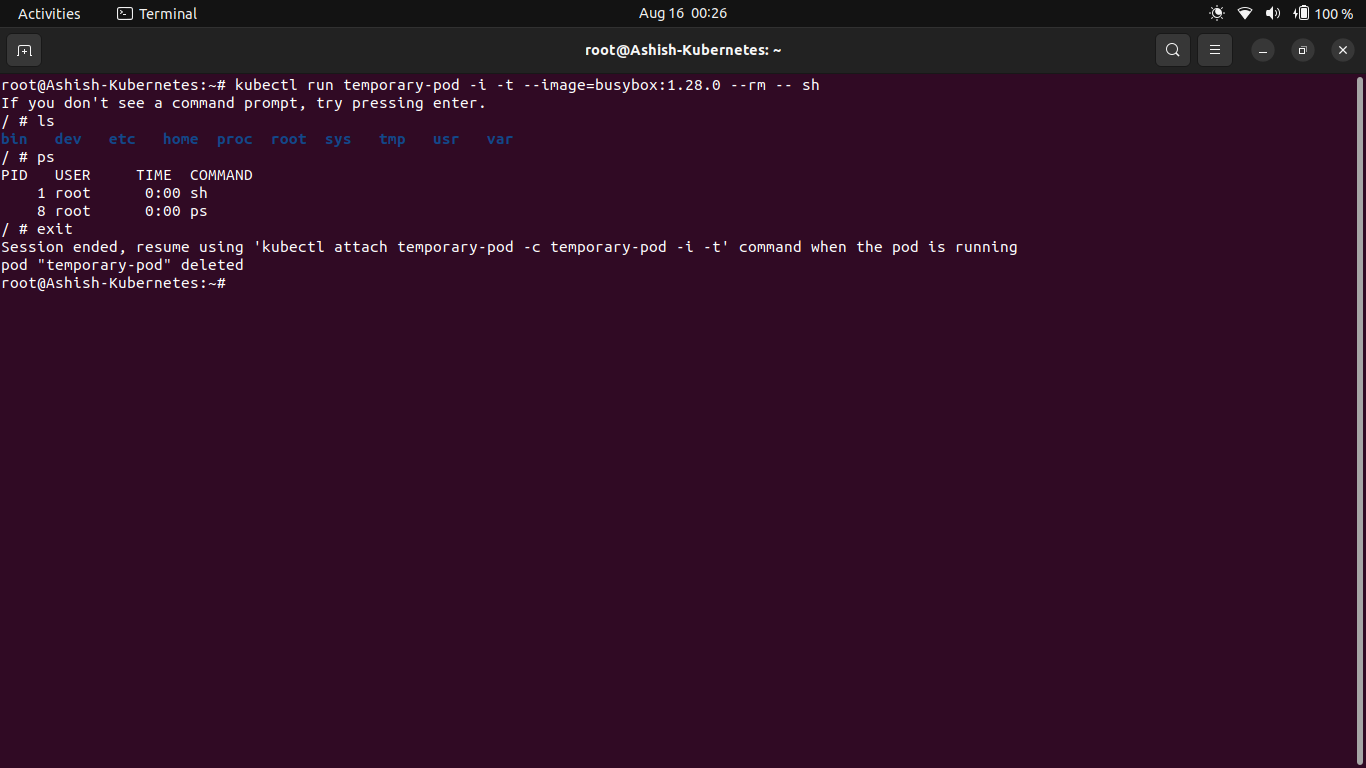 Activities Terminal Aug 16 00:26 100 %
root@Ashish-Kubernetes: ~
root@Ashish-Kubernetes:~# kubectl run temporary-pod -i -t --image=busybox:1.28.0 --rm -- sh
If you don't see a command prompt, try pressing enter.
/ # ls
bin   dev   etc   home  proc  root  sys   tmp   usr   var
/ # ps
PID   USER     TIME  COMMAND
    1 root      0:00 sh
    8 root      0:00 ps
/ # exit
Session ended, resume using 'kubectl attach temporary-pod -c temporary-pod -i -t' command when the pod is running
pod "temporary-pod" deleted
root@Ashish-Kubernetes:~#